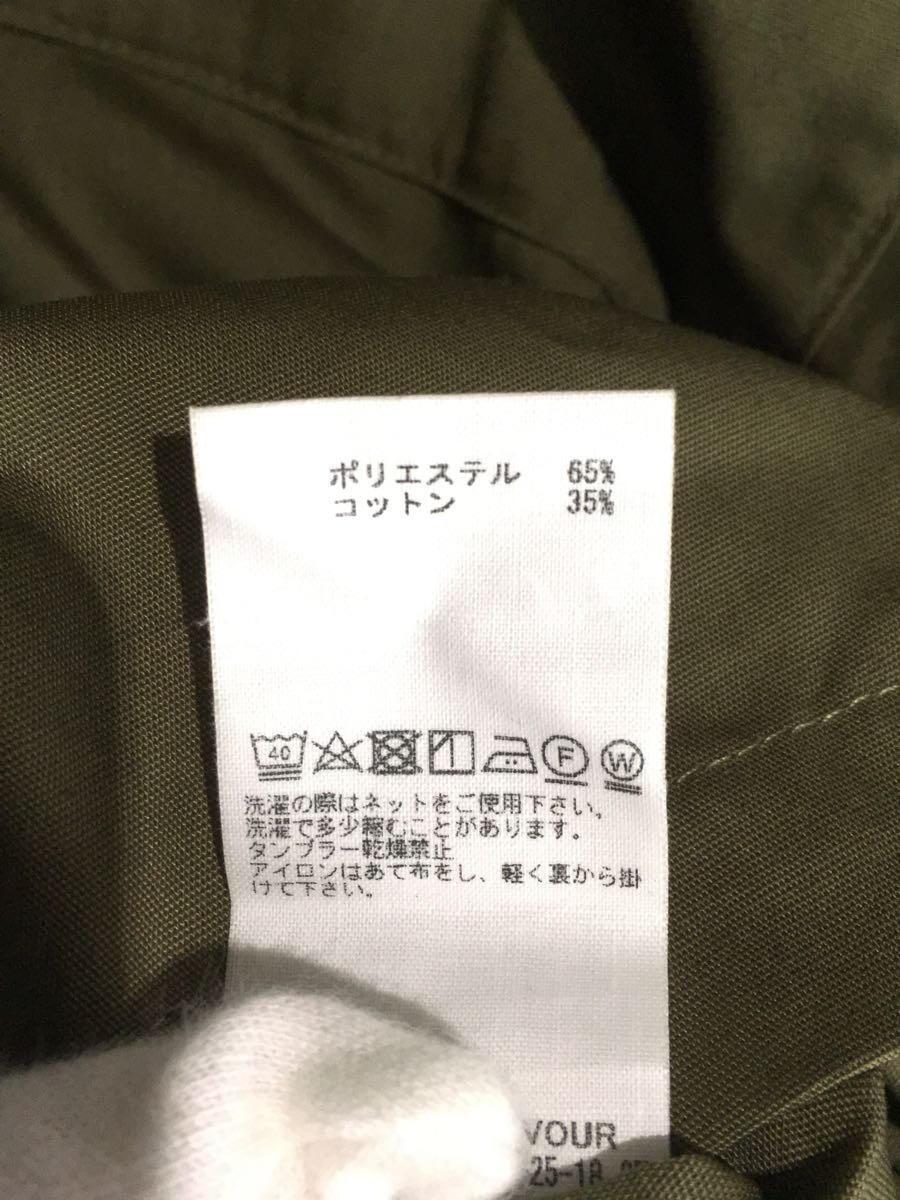 ポリエステル 65%
コットン 35%
40 F W
洗濯の際はネットをご使用下さい。
洗濯で多少縮むことがあります。
タンブラー乾燥禁止
アイロンはあて布をし、軽く裏から掛
けて下さい。
VOUR
25-18